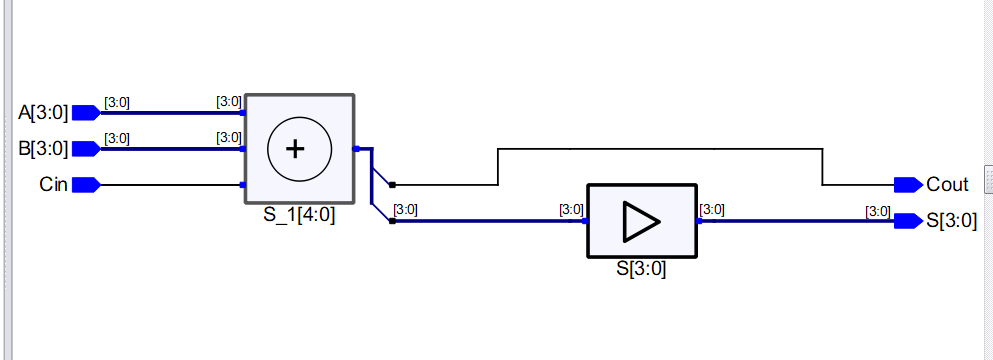 A[3:0] [3:0] [3:0]
B[3:0] [3:0] [3:0]
Cin
+
S_1[4:0]
Cout
[3:0] [3:0] [3:0] [3:0] S[3:0]
S[3:0]